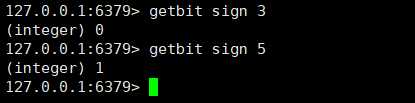 127.0.0.1:6379> getbit sign 3
(integer) 0
127.0.0.1:6379> getbit sign 5
(integer) 1
127.0.0.1:6379>